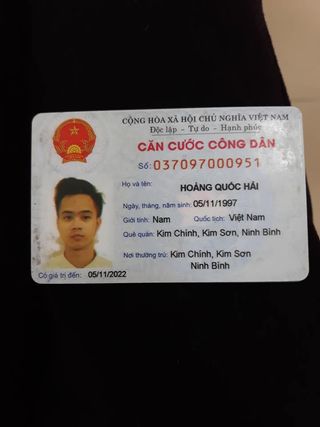 CỘNG HÒA XÃ HỘI CHỦ NGHĨA VIỆT NAM
Độc lập - Tự do - Hạnh phúc
CĂN CƯỚC CÔNG DÂN
Số: 037097000951
Họ và tên:
HOÀNG QUỐC HẢI
Ngày, tháng, năm sinh: 05/11/1997
Giới tính: Nam Quốc tịch: Việt Nam
Quê quán: Kim Chính, Kim Sơn, Ninh Bình
Nơi thường trú: Kim Chính, Kim Sơn
Ninh Bình
Có giá trị đến: 05/11/2022